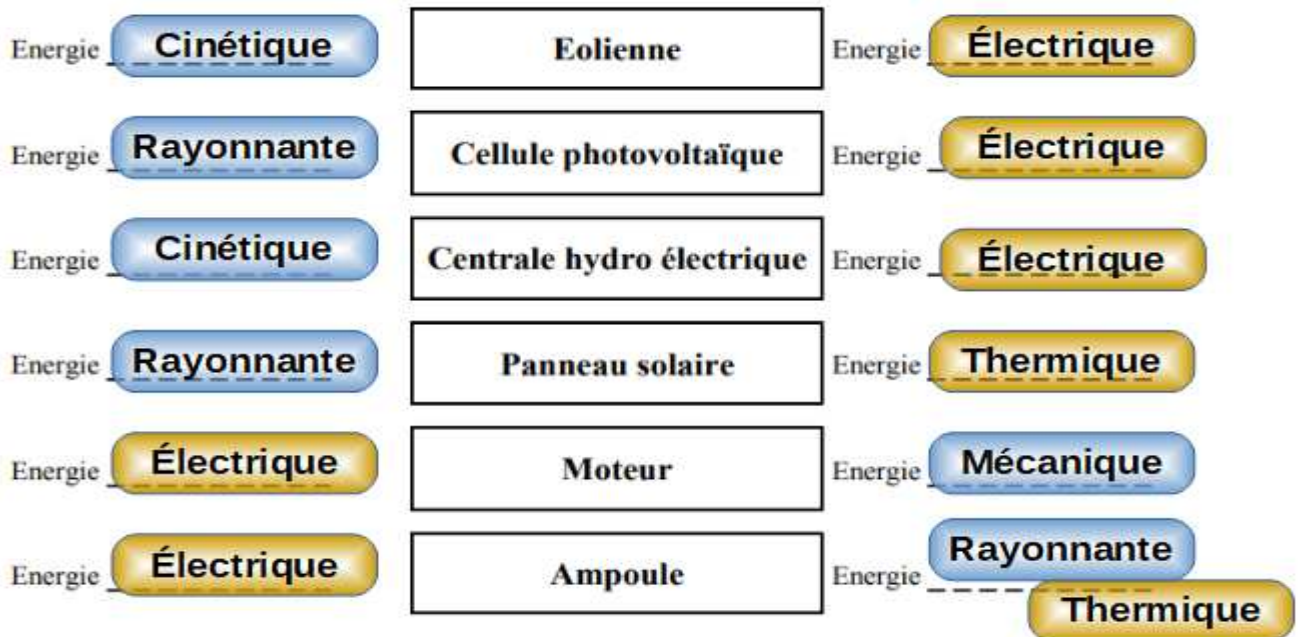 Energie Cinétique Eolienne Energie Électrique
Energie Rayonnante Cellule photovoltaïque Energie Électrique
Energie Cinétique Centrale hydro électrique Energie Électrique
Energie Rayonnante Panneau solaire Energie Thermique
Energie Électrique Moteur Energie Mécanique
Energie Électrique Ampoule Energie Rayonnante
Thermique